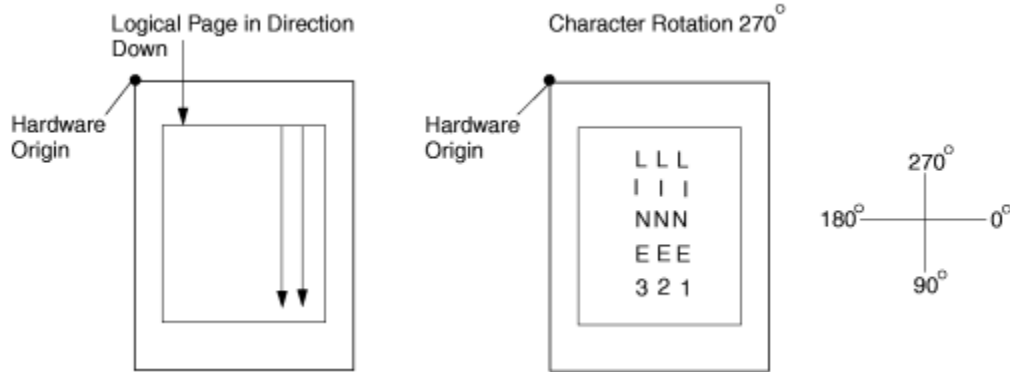 Logical Page in Direction
Down
Character Rotation 270°
Hardware
Origin
Hardware
Origin
L L L
I I I
N N N
E E E
3 2 1
270°
180°
0°
90°